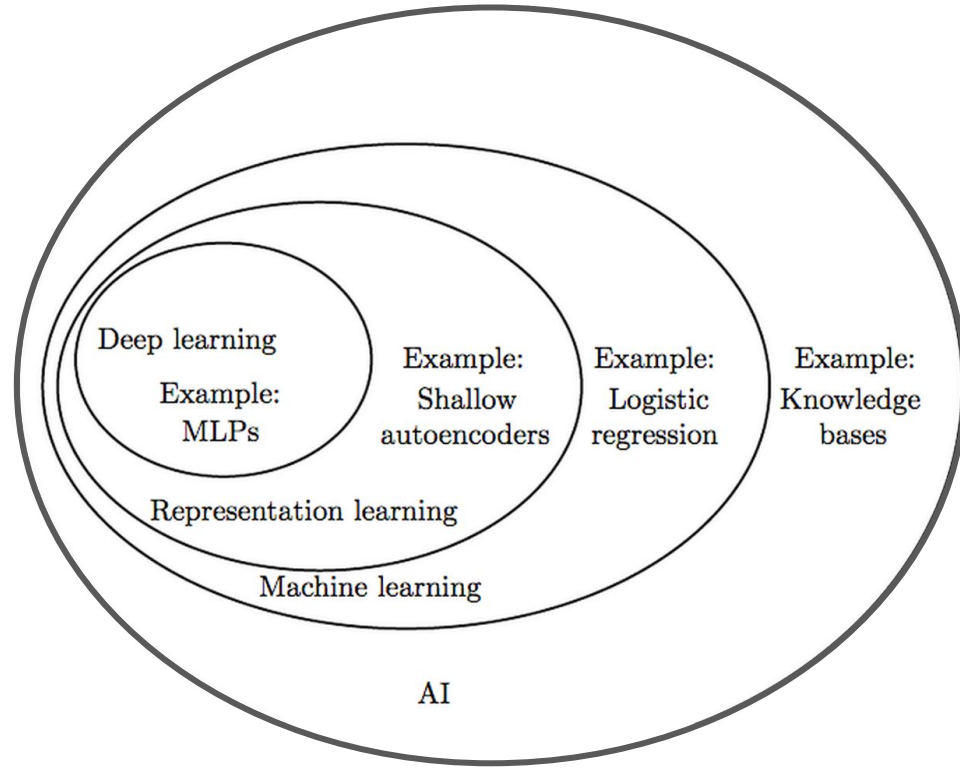 Deep learning
Example:
MLPs
Example:
Shallow
autoencoders
Example:
Logistic
regression
Example:
Knowledge
bases
Representation learning
Machine learning
AI